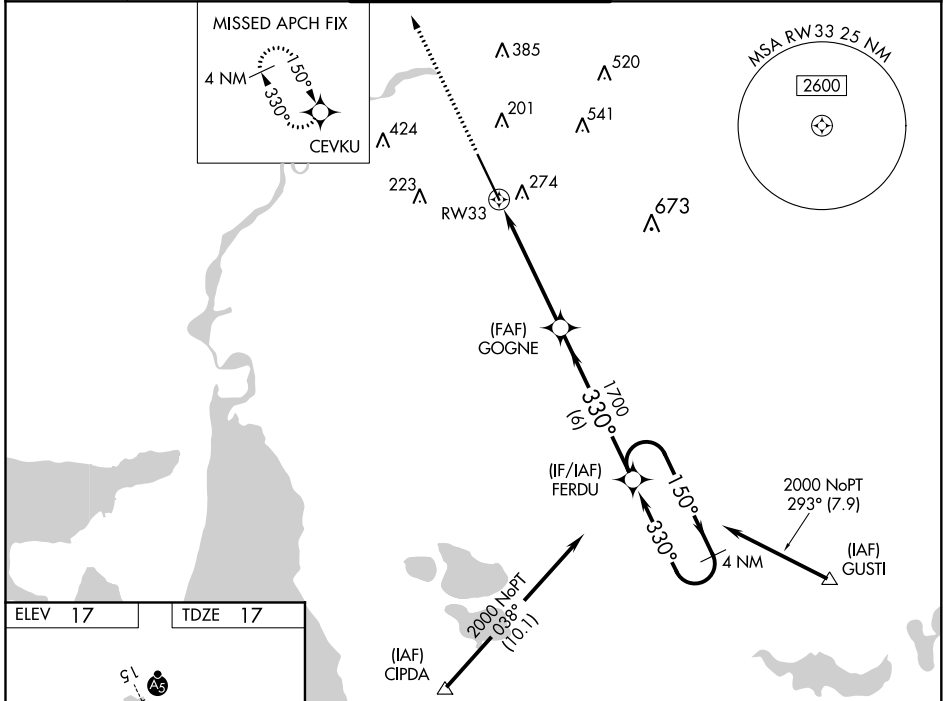 MISSED APCH FIX
4 NM
150°
330°
CEVKU
385
520
201
541
424
223
274
RW33
673
MSA RW33 25 NM
2600
(FAF)
GOGNE
1700
330°
(6)
(IF/IAF)
FERDU
150°
330°
4 NM
2000 NoPT
293° (7.9)
(IAF)
GUSTI
2000 NoPT
038°
(10.1)
(IAF)
CIPDA
ELEV 17
TDZE 17
15
A5